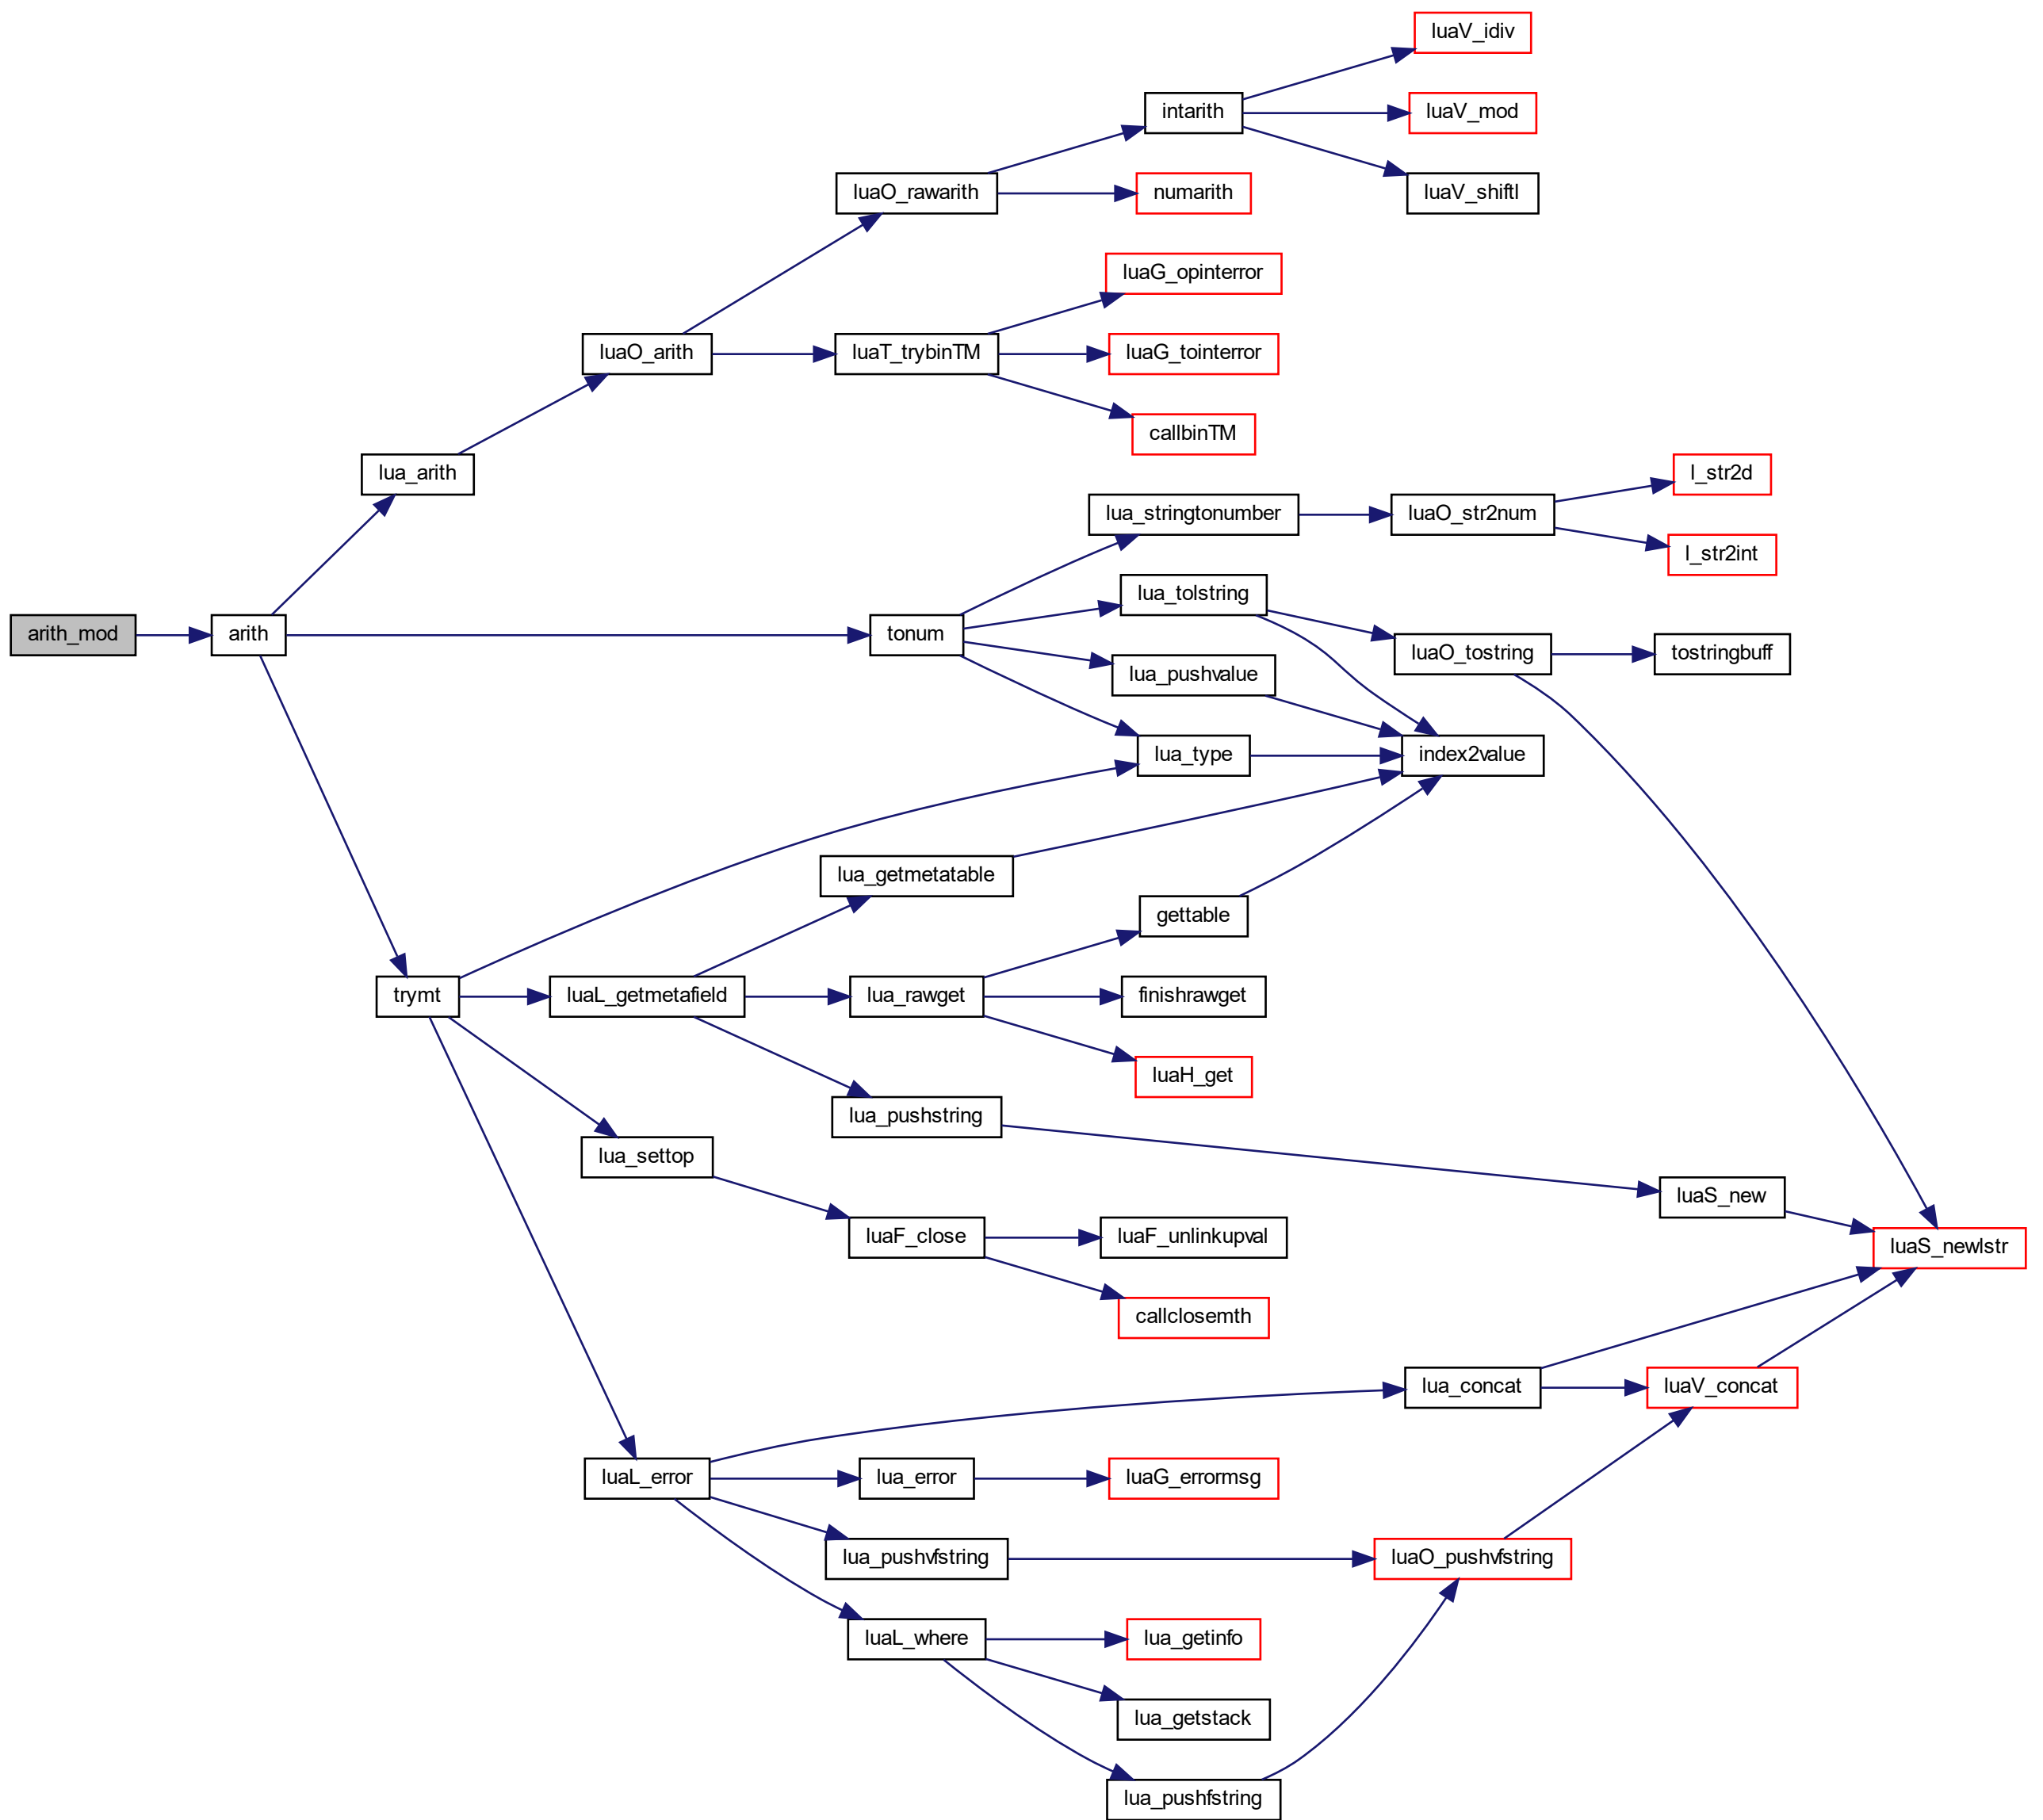 luaV_idiv
intarith
luaV_mod
luaO_rawarith
numarith
luaV_shiftl
luaG_opinterror
luaO_arith
luaT_trybinTM
luaG_tointerror
callbinTM
lua_arith
l_str2d
lua_stringtonumber
luaO_str2num
l_str2int
lua_tolstring
arith_mod
arith
tonum
luaO_tostring
tostringbuff
lua_pushvalue
lua_type
index2value
lua_getmetatable
gettable
trymt
luaL_getmetafield
lua_rawget
finishrawget
luaH_get
lua_pushstring
lua_settop
luaS_new
luaF_close
luaF_unlinkupval
luaS_newlstr
callclosemth
lua_concat
luaV_concat
luaL_error
lua_error
luaG_errormsg
lua_pushvfstring
luaO_pushvfstring
luaL_where
lua_getinfo
lua_getstack
lua_pushfstring